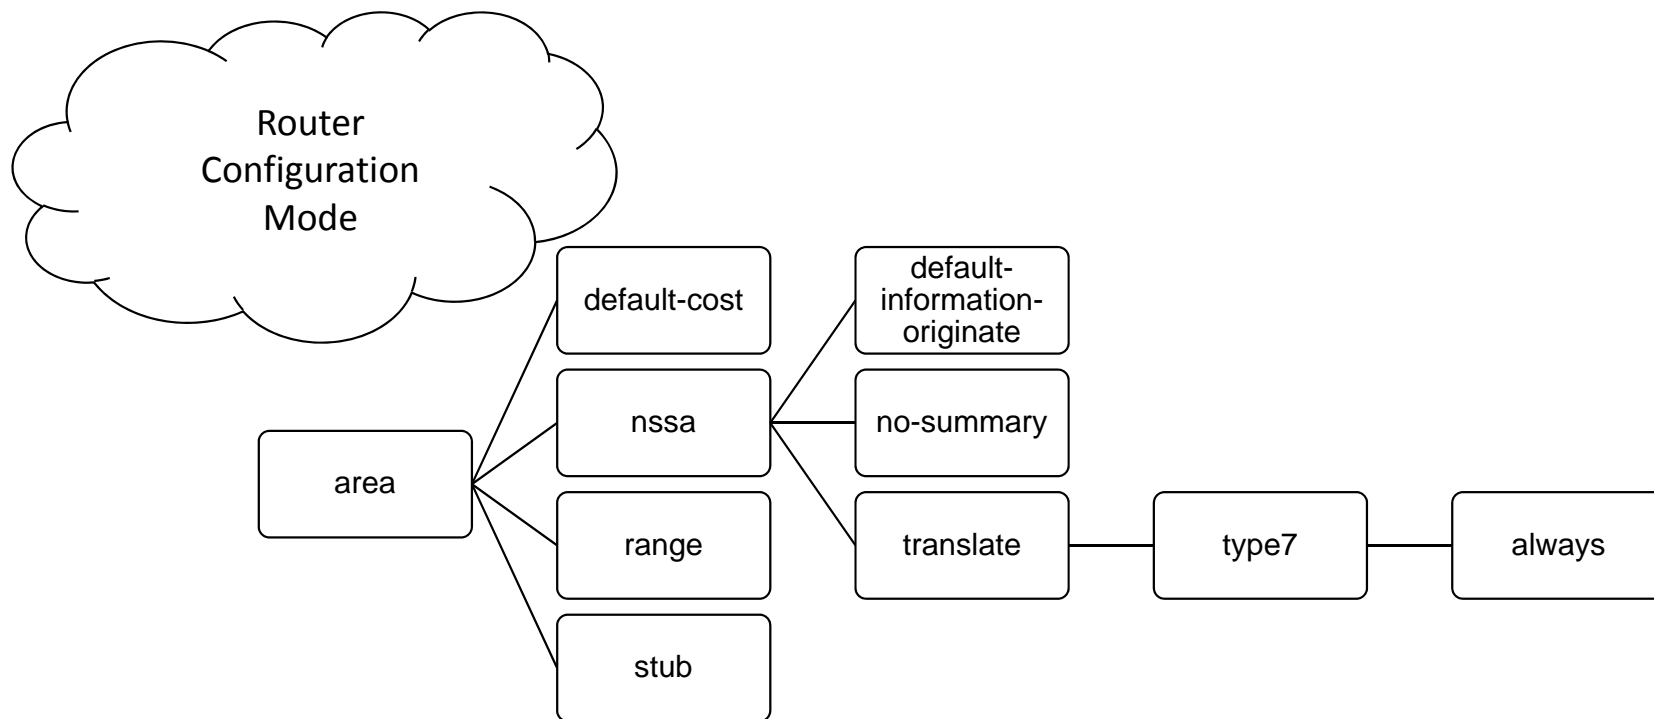 Router
Configuration
Mode
area
default-cost
nssa
range
stub
default-
information-
originate
no-summary
translate
type7
always